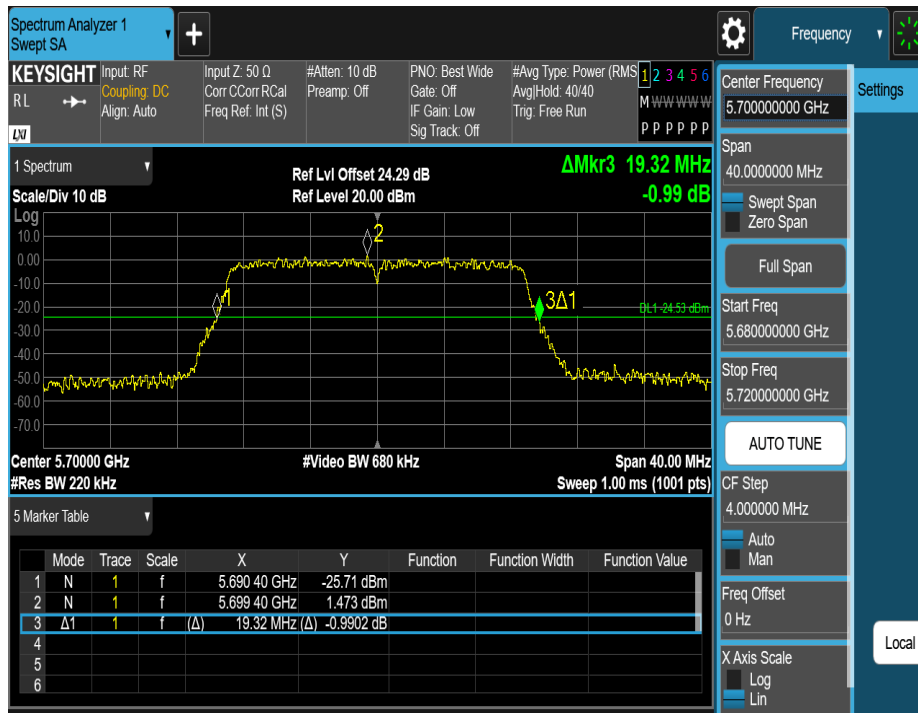 Spectrum Analyzer 1
Swept SA
+
Frequency
KEYSIGHT
RL
LXI
Input: RF
Coupling: DC
Align: Auto
Input Z: 50 Ω
Corr CCorr RCal
Freq Ref: Int (S)
#Atten: 10 dB
Preamp: Off
PNO: Best Wide
Gate: Off
IF Gain: Low
Sig Track: Off
#Avg Type: Power (RMS
Avg|Hold: 40/40
Trig: Free Run
1 2 3 4 5 6
M W W W W W
P P P P P P
1 Spectrum
Scale/Div 10 dB
Ref Lvl Offset 24.29 dB
Ref Level 20.00 dBm
ΔMkr3 19.32 MHz
-0.99 dB
Log
10.0
0.00
-10.0
-20.0
-30.0
-40.0
-50.0
-60.0
-70.0
1
2
3Δ1
DL1 -24.53 dBm
Center 5.70000 GHz
#Video BW 680 kHz
Span 40.00 MHz
#Res BW 220 kHz
Sweep 1.00 ms (1001 pts)
5 Marker Table
Mode Trace Scale X Y Function Function Width Function Value
1 N 1 f 5.690 40 GHz -25.71 dBm
2 N 1 f 5.699 40 GHz 1.473 dBm
3 Δ1 1 f (Δ) 19.32 MHz (Δ) -0.9902 dB
4
5
6
Center Frequency
5.700000000 GHz
Span
40.0000000 MHz
Swept Span
Zero Span
Full Span
Start Freq
5.680000000 GHz
Stop Freq
5.720000000 GHz
AUTO TUNE
CF Step
4.000000 MHz
Auto
Man
Freq Offset
0 Hz
X Axis Scale
Log
Lin
Settings
Local